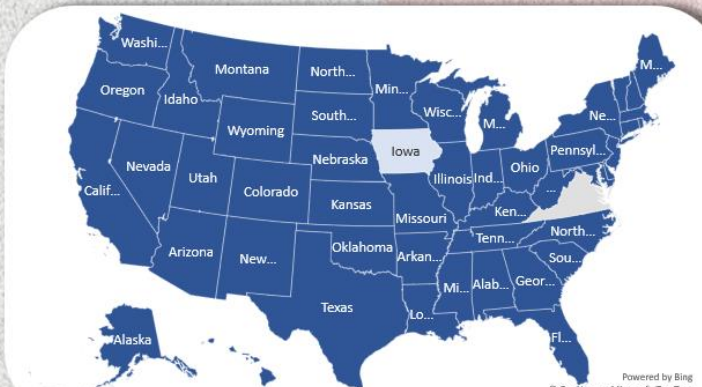 Washi...
Montana
North...
Min...
M...
Oregon
Idaho
South...
Wisc...
M...
Ne...
Wyoming
Iowa
Nebraska
Pennsyl...
Nevada
Utah
Colorado
Illinois
Ind...
Ohio
...
Calif...
Kansas
Missouri
Ken...
Arizona
New...
Oklahoma
Arkan...
Tenn...
North...
Sou...
Texas
Lo...
Mi...
Alab...
Geor...
Alaska
Fl...
Powered by Bing